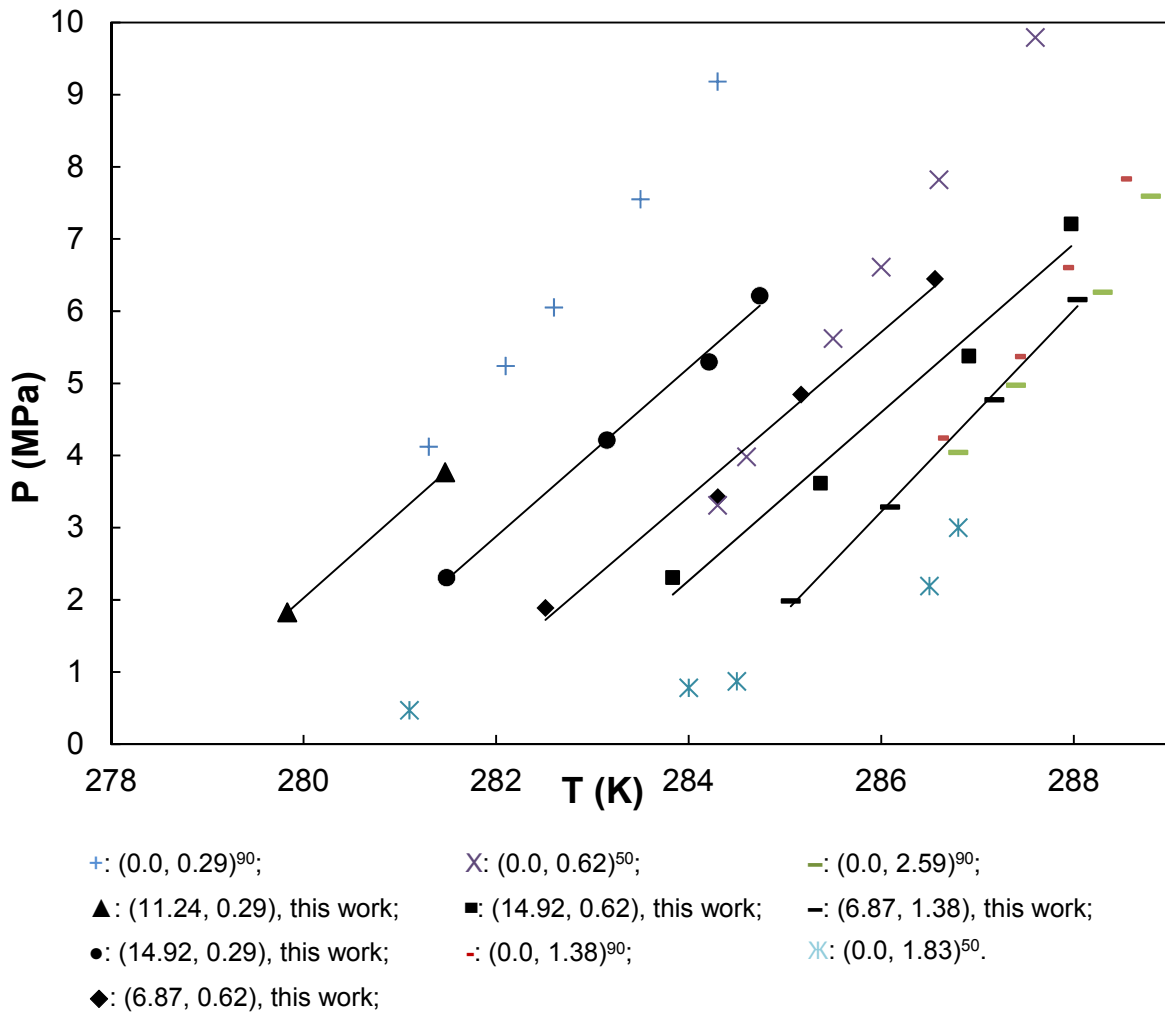 10
9
8
7
6
5
4
3
2
1
0
P (MPa)
278 280 282 284 286 288
T (K)
+: (0.0, 0.29)⁹⁰; X: (0.0, 0.62)⁵⁰; –: (0.0, 2.59)⁹⁰;
▲: (11.24, 0.29), this work; ■: (14.92, 0.62), this work; –: (6.87, 1.38), this work;
●: (14.92, 0.29), this work; -: (0.0, 1.38)⁹⁰; Ж: (0.0, 1.83)⁵⁰.
◆: (6.87, 0.62), this work;